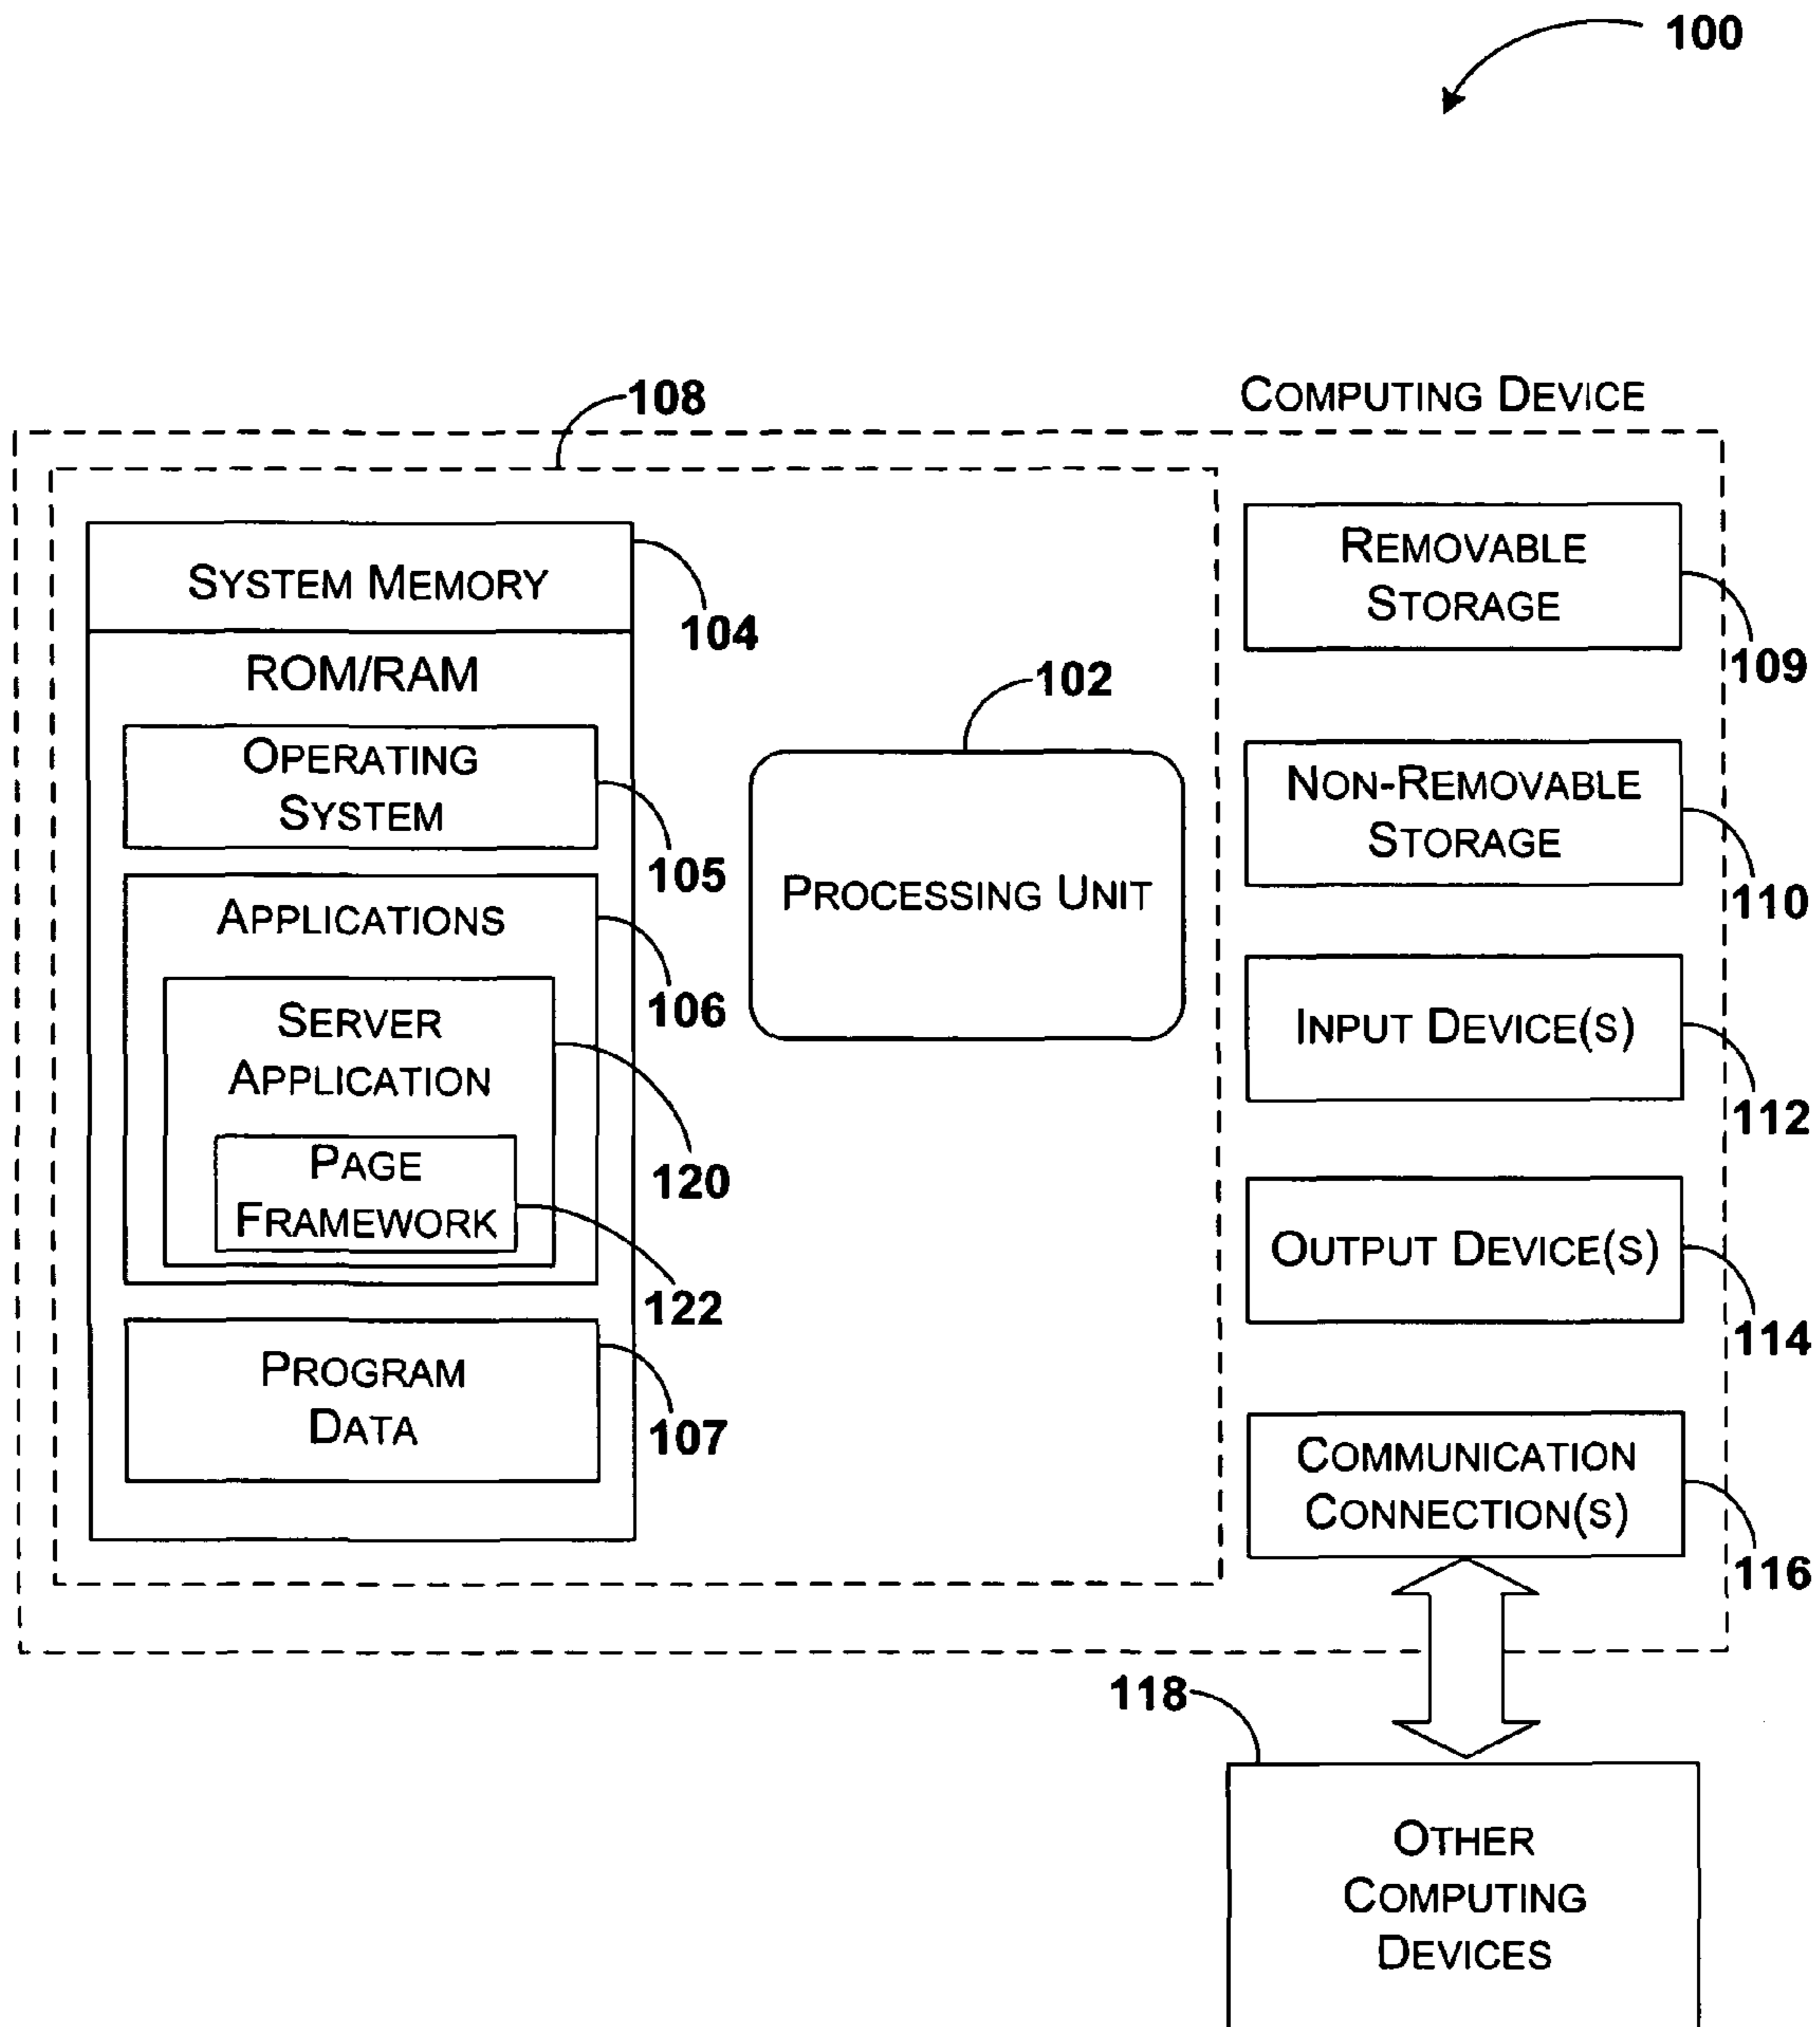 100
COMPUTING DEVICE
108
SYSTEM MEMORY
104
ROM/RAM
OPERATING
SYSTEM
105
APPLICATIONS
106
SERVER
APPLICATION
120
PAGE
FRAMEWORK
122
PROGRAM
DATA
107
102
PROCESSING UNIT
REMOVABLE
STORAGE
109
NON-REMOVABLE
STORAGE
110
INPUT DEVICE(S)
112
OUTPUT DEVICE(S)
114
COMMUNICATION
CONNECTION(S)
116
118
OTHER
COMPUTING
DEVICES